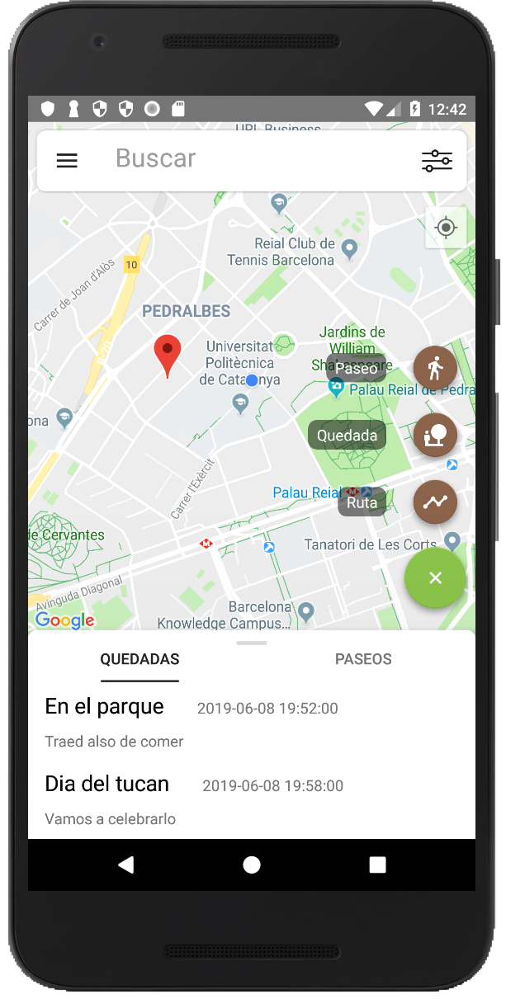 12:42
URL Business
Buscar
Reial Club de
Tennis Barcelona
10
Carrer de Joan d'Alòs
PEDRALBES
B-20
Universitat
Politècnica
de Catalunya
Jardins de
William
Shakespeare
Paseo
Palau Reial de Pedra
ona
Quedada
Carrer l'Exèrcit
Palau Reial
M
Ruta
de Cervantes
M
Tanatori de Les Corts
Avinguda Diagonal
Barcelona
Knowledge Campus...
Google
QUEDADAS
PASEOS
En el parque
2019-06-08 19:52:00
Traed also de comer
Dia del tucan
2019-06-08 19:58:00
Vamos a celebrarlo